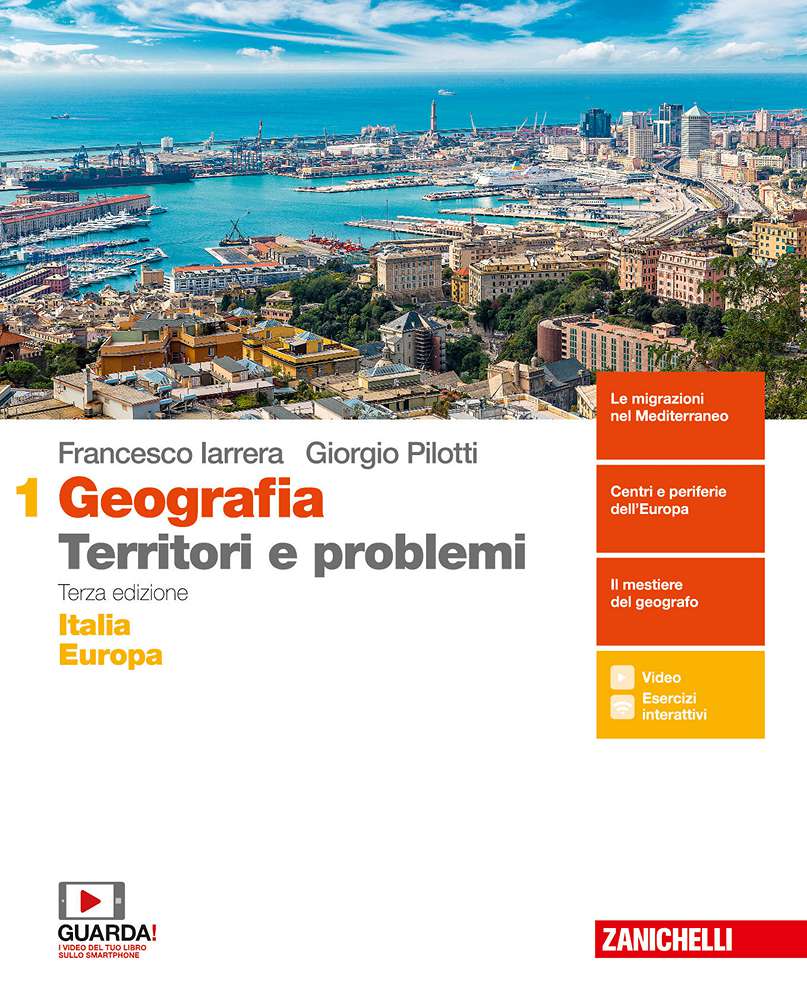 Le migrazioni
nel Mediterraneo
Centri e periferie
dell'Europa
Il mestiere
del geografo
Video
Esercizi
interattivi
Francesco Iarrera Giorgio Pilotti
1 Geografia
Territori e problemi
Terza edizione
Italia
Europa
GUARDA!
I VIDEO DEL TUO LIBRO
SULLO SMARTPHONE
ZANICHELLI